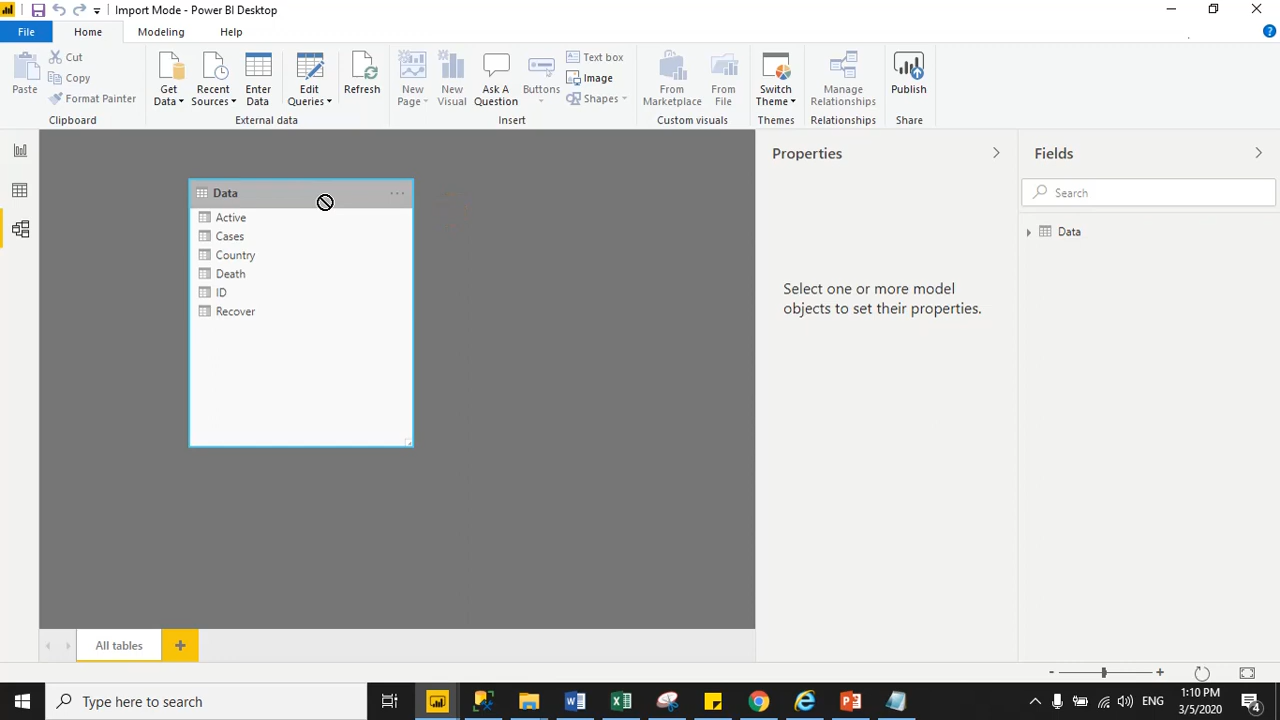 Import Mode - Power BI Desktop
File Home Modeling Help
Paste
Cut
Copy
Format Painter
Clipboard
Get Data
Recent Sources
Enter Data
Edit Queries
Refresh
External data
New Page
New Visual
Ask A Question
Buttons
Text box
Image
Shapes
Insert
From Marketplace
From File
Custom visuals
Switch Theme
Themes
Manage Relationships
Relationships
Publish
Share
Data
Active
Cases
Country
Death
ID
Recover
Properties
Select one or more model
objects to set their properties.
Fields
Search
Data
All tables
Type here to search
ENG
1:10 PM
3/5/2020
4